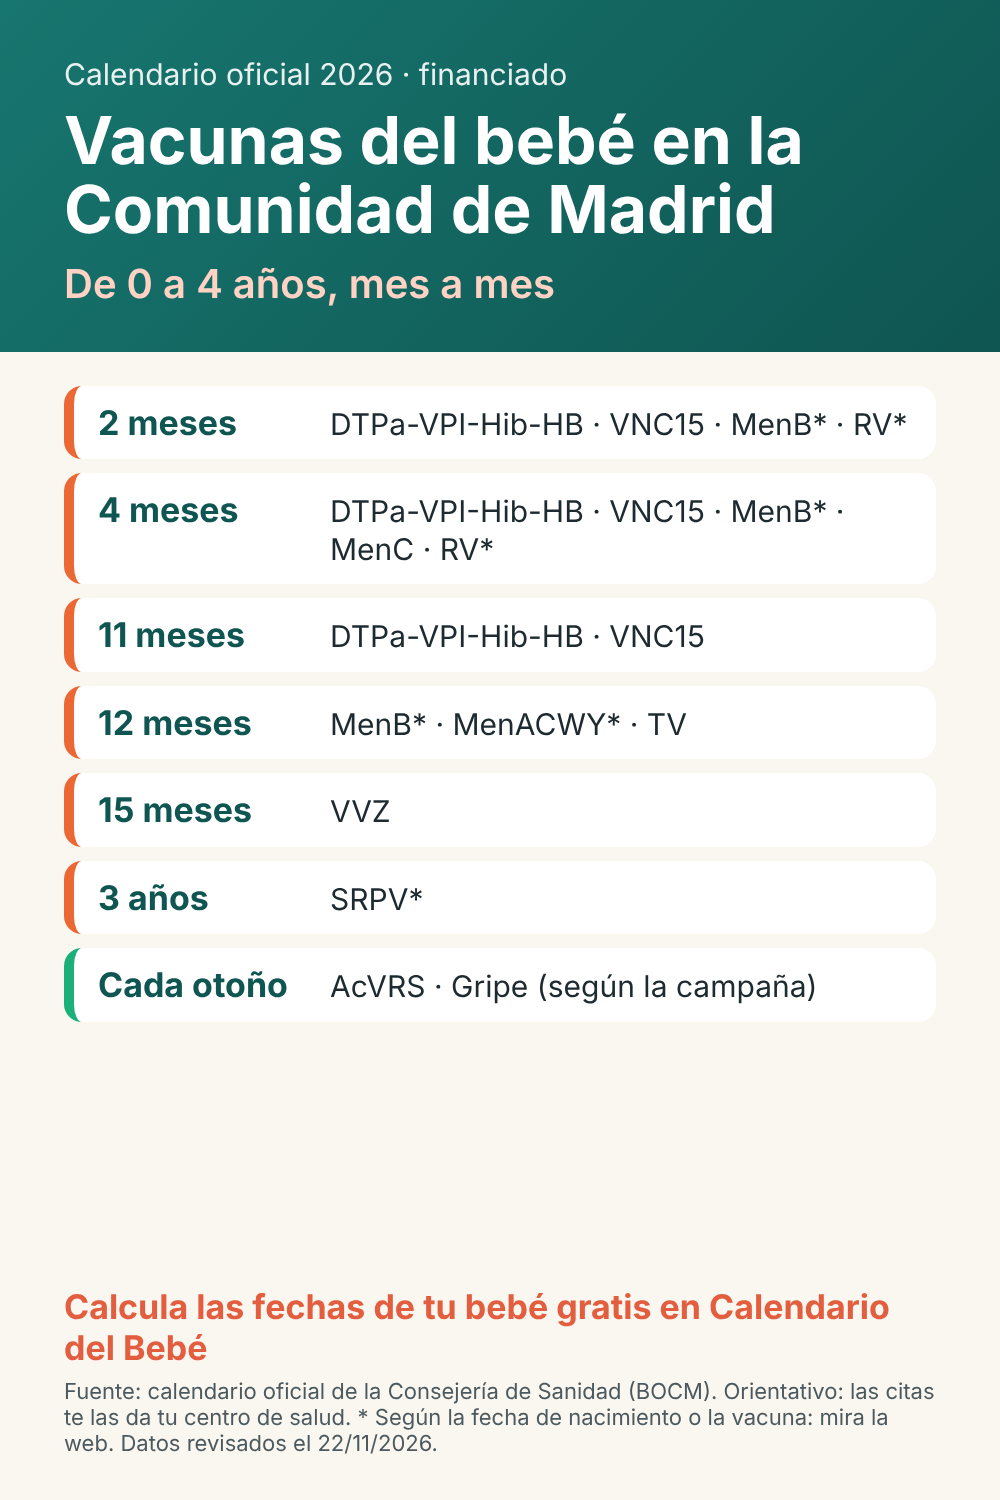 Calendario oficial 2026 · financiado
Vacunas del bebé en la
Comunidad de Madrid
De 0 a 4 años, mes a mes
2 meses DTPa-VPI-Hib-HB · VNC15 · MenB* · RV*
4 meses DTPa-VPI-Hib-HB · VNC15 · MenB* ·
MenC · RV*
11 meses DTPa-VPI-Hib-HB · VNC15
12 meses MenB* · MenACWY* · TV
15 meses VVZ
3 años SRPV*
Cada otoño AcVRS · Gripe (según la campaña)
Calcula las fechas de tu bebé gratis en Calendario
del Bebé
Fuente: calendario oficial de la Consejería de Sanidad (BOCM). Orientativo: las citas
te las da tu centro de salud. * Según la fecha de nacimiento o la vacuna: mira la
web. Datos revisados el 22/11/2026.